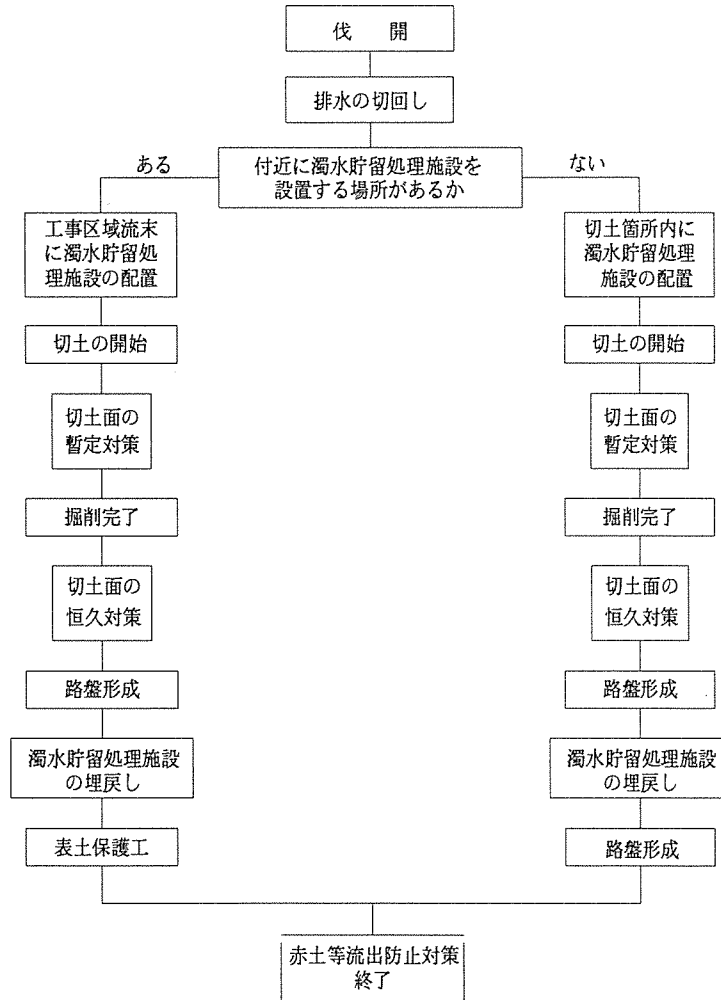 伐　開
排水の切回し
付近に濁水貯留処理施設を
設置する場所があるか
ある
ない
工事区域流末
に濁水貯留処
理施設の配置
切土の開始
切土面の
暫定対策
掘削完了
切土面の
恒久対策
路盤形成
濁水貯留処理施設
の埋戻し
表土保護工
切土箇所内に
濁水貯留処理
施設の配置
切土の開始
切土面の
暫定対策
掘削完了
切土面の
恒久対策
路盤形成
濁水貯留処理施設
の埋戻し
路盤形成
赤土等流出防止対策
終了